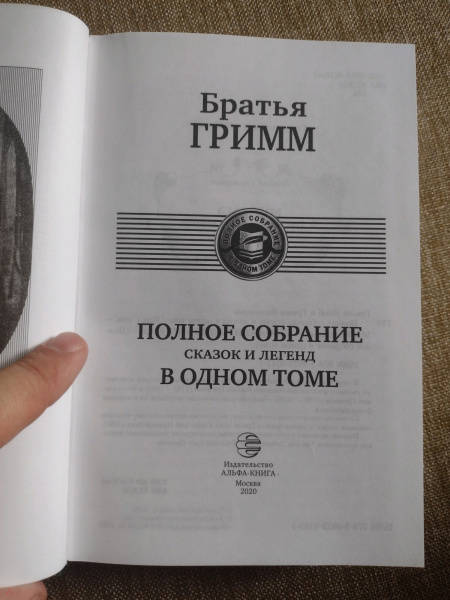 Братья
ГРИММ
ПОЛНОЕ СОБРАНИЕ
В ОДНОМ ТОМЕ
ПОЛНОЕ СОБРАНИЕ
СКАЗОК И ЛЕГЕНД
В ОДНОМ ТОМЕ
Издательство
АЛЬФА-КНИГА
Москва
2020